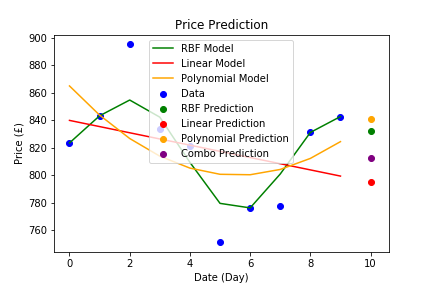 Price Prediction
900
880
860
840
820
800
780
760
Price (£)
RBF Model
Linear Model
Polynomial Model
Data
RBF Prediction
Linear Prediction
Polynomial Prediction
Combo Prediction
0
2
4
6
8
10
Date (Day)